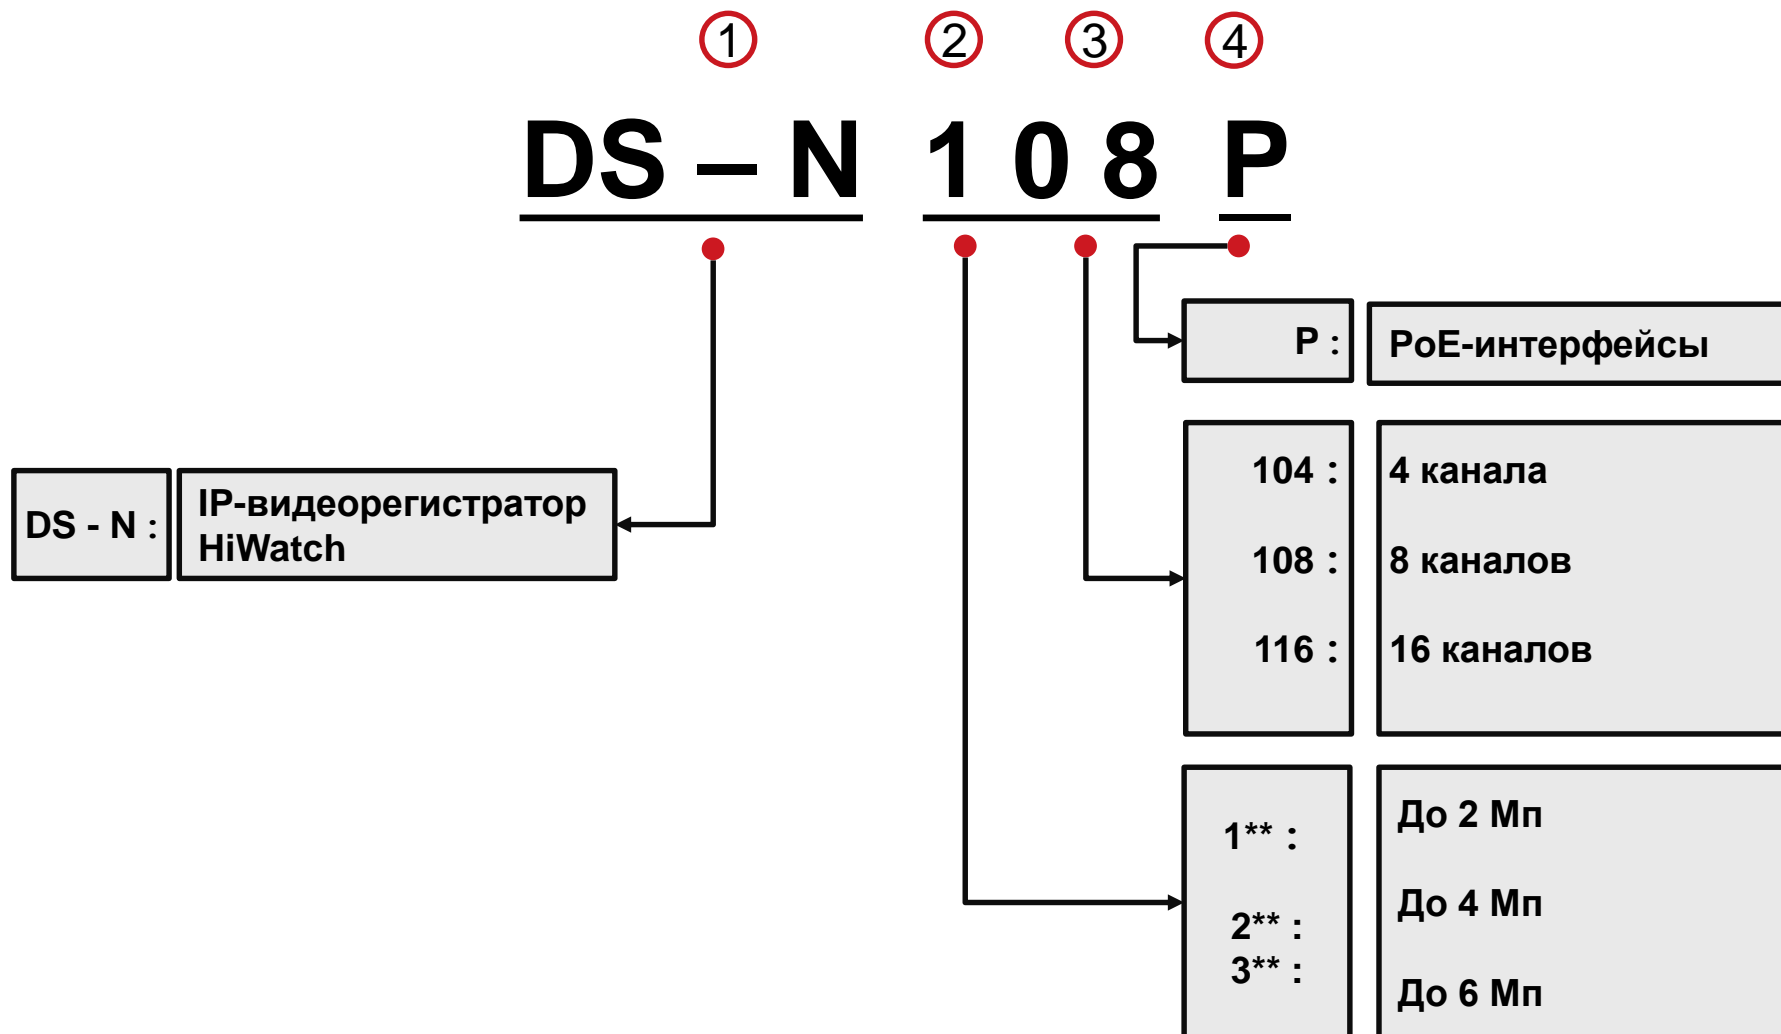 1 2 3 4
DS – N 1 0 8 P
P : PoE-интерфейсы
DS - N : IP-видеорегистратор
HiWatch
104 : 4 канала
108 : 8 каналов
116 : 16 каналов
1** : До 2 Мп
2** : До 4 Мп
3** : До 6 Мп